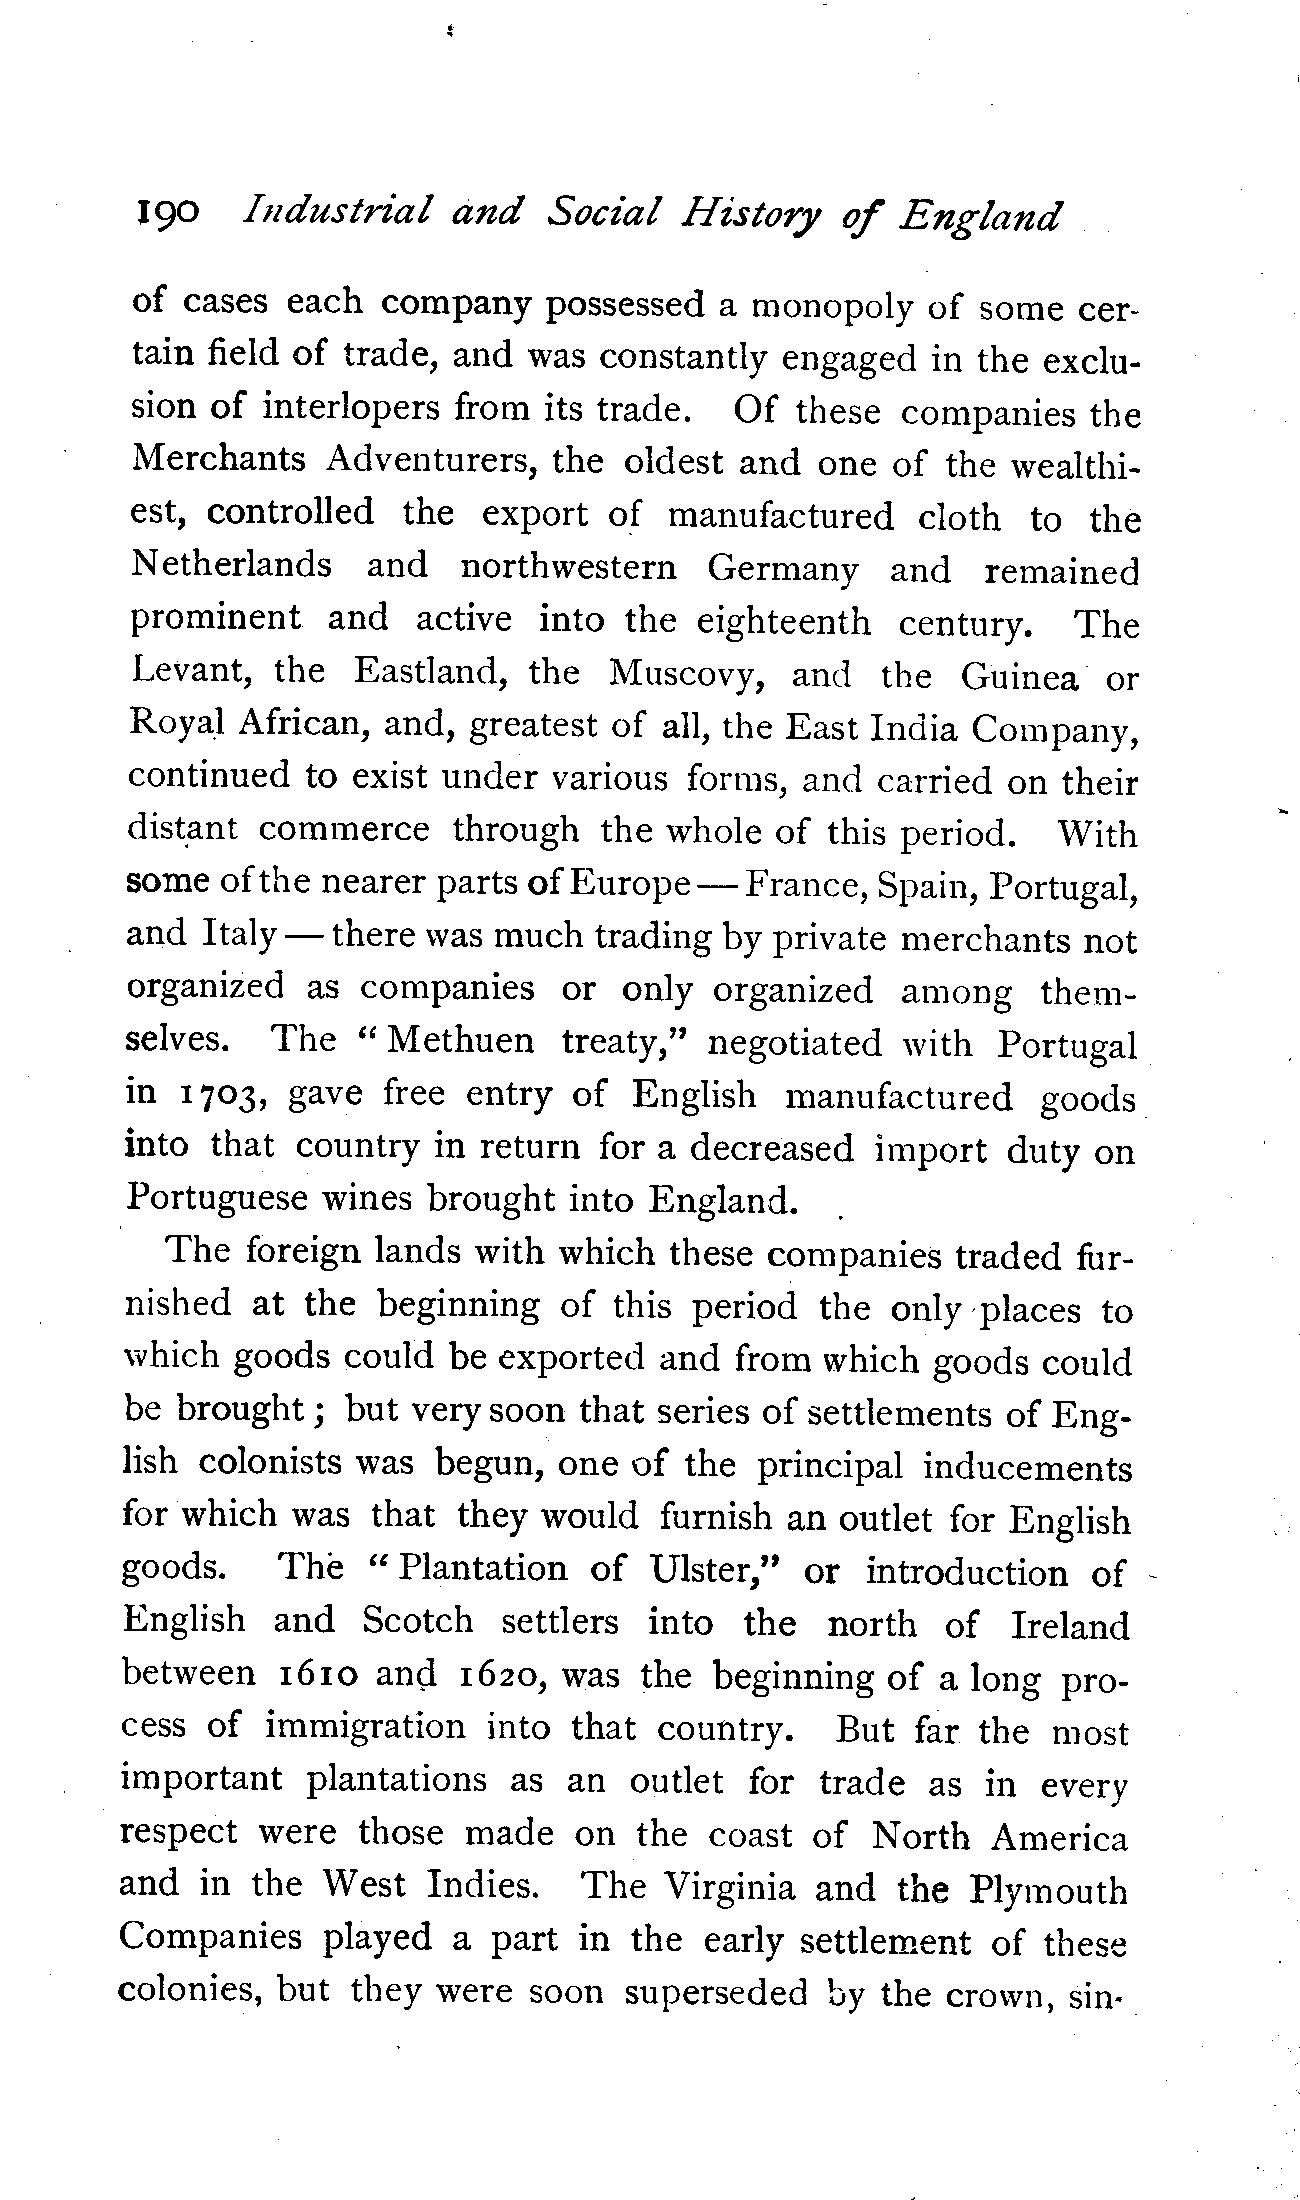 190 Industrial and Social History of England
of cases each company possessed a monopoly of some cer-
tain field of trade, and was constantly engaged in the exclu-
sion of interlopers from its trade. Of these companies the
Merchants Adventurers, the oldest and one of the wealthi-
est, controlled the export of manufactured cloth to the
Netherlands and northwestern Germany and remained
prominent and active into the eighteenth century. The
Levant, the Eastland, the Muscovy, and the Guinea or
Royal African, and, greatest of all, the East India Company,
continued to exist under various forms, and carried on their
distant commerce through the whole of this period. With
some of the nearer parts of Europe — France, Spain, Portugal,
and Italy — there was much trading by private merchants not
organized as companies or only organized among them-
selves. The “ Methuen treaty,” negotiated with Portugal
in 1703, gave free entry of English manufactured goods
into that country in return for a decreased import duty on
Portuguese wines brought into England.
The foreign lands with which these companies traded fur-
nished at the beginning of this period the only places to
which goods could be exported and from which goods could
be brought ; but very soon that series of settlements of Eng-
lish colonists was begun, one of the principal inducements
for which was that they would furnish an outlet for English
goods. The “ Plantation of Ulster,” or introduction of
English and Scotch settlers into the north of Ireland
between 1610 and 1620, was the beginning of a long pro-
cess of immigration into that country. But far the most
important plantations as an outlet for trade as in every
respect were those made on the coast of North America
and in the West Indies. The Virginia and the Plymouth
Companies played a part in the early settlement of these
colonies, but they were soon superseded by the crown, sin-